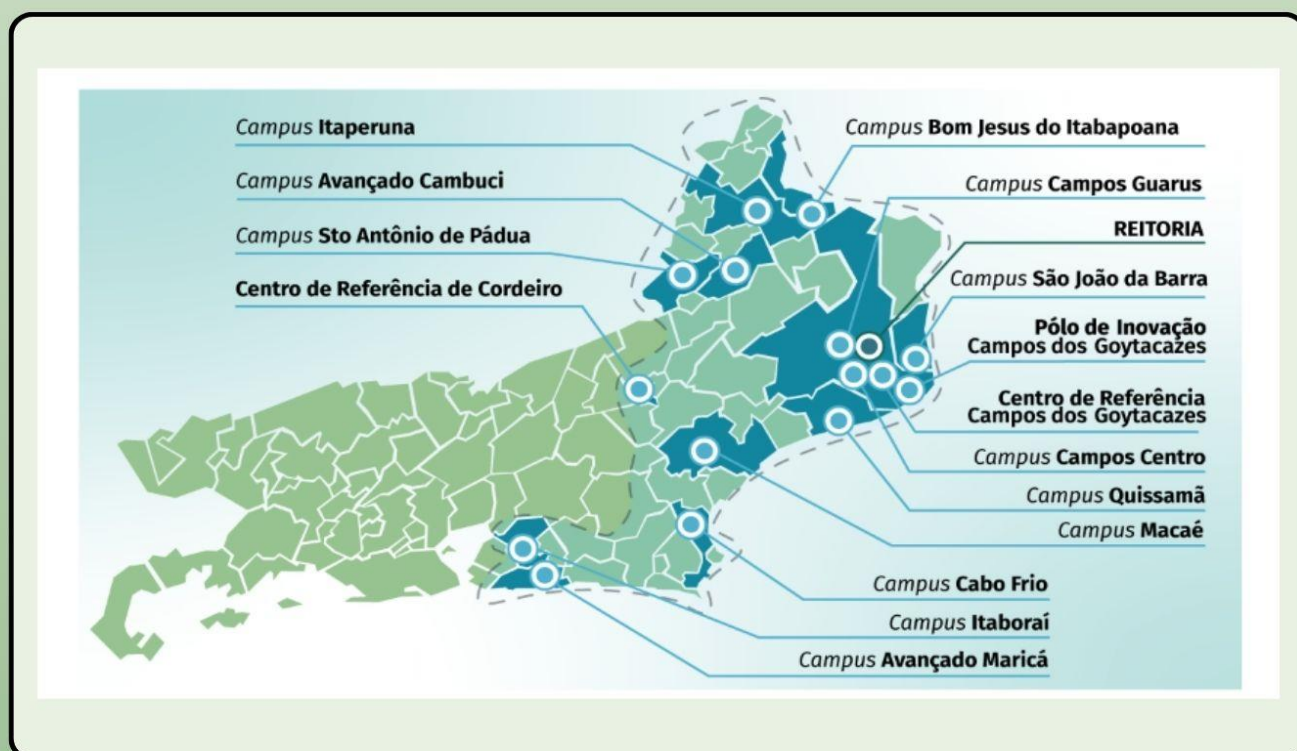 Campus Itaperuna
Campus Avançado Cambuci
Campus Sto Antônio de Pádua
Centro de Referência de Cordeiro
Campus Bom Jesus do Itabapoana
Campus Campos Guarus
REITORIA
Campus São João da Barra
Pólo de Inovação
Campos dos Goytacazes
Centro de Referência
Campos dos Goytacazes
Campus Campos Centro
Campus Quissamã
Campus Macaé
Campus Cabo Frio
Campus Itaboraí
Campus Avançado Maricá